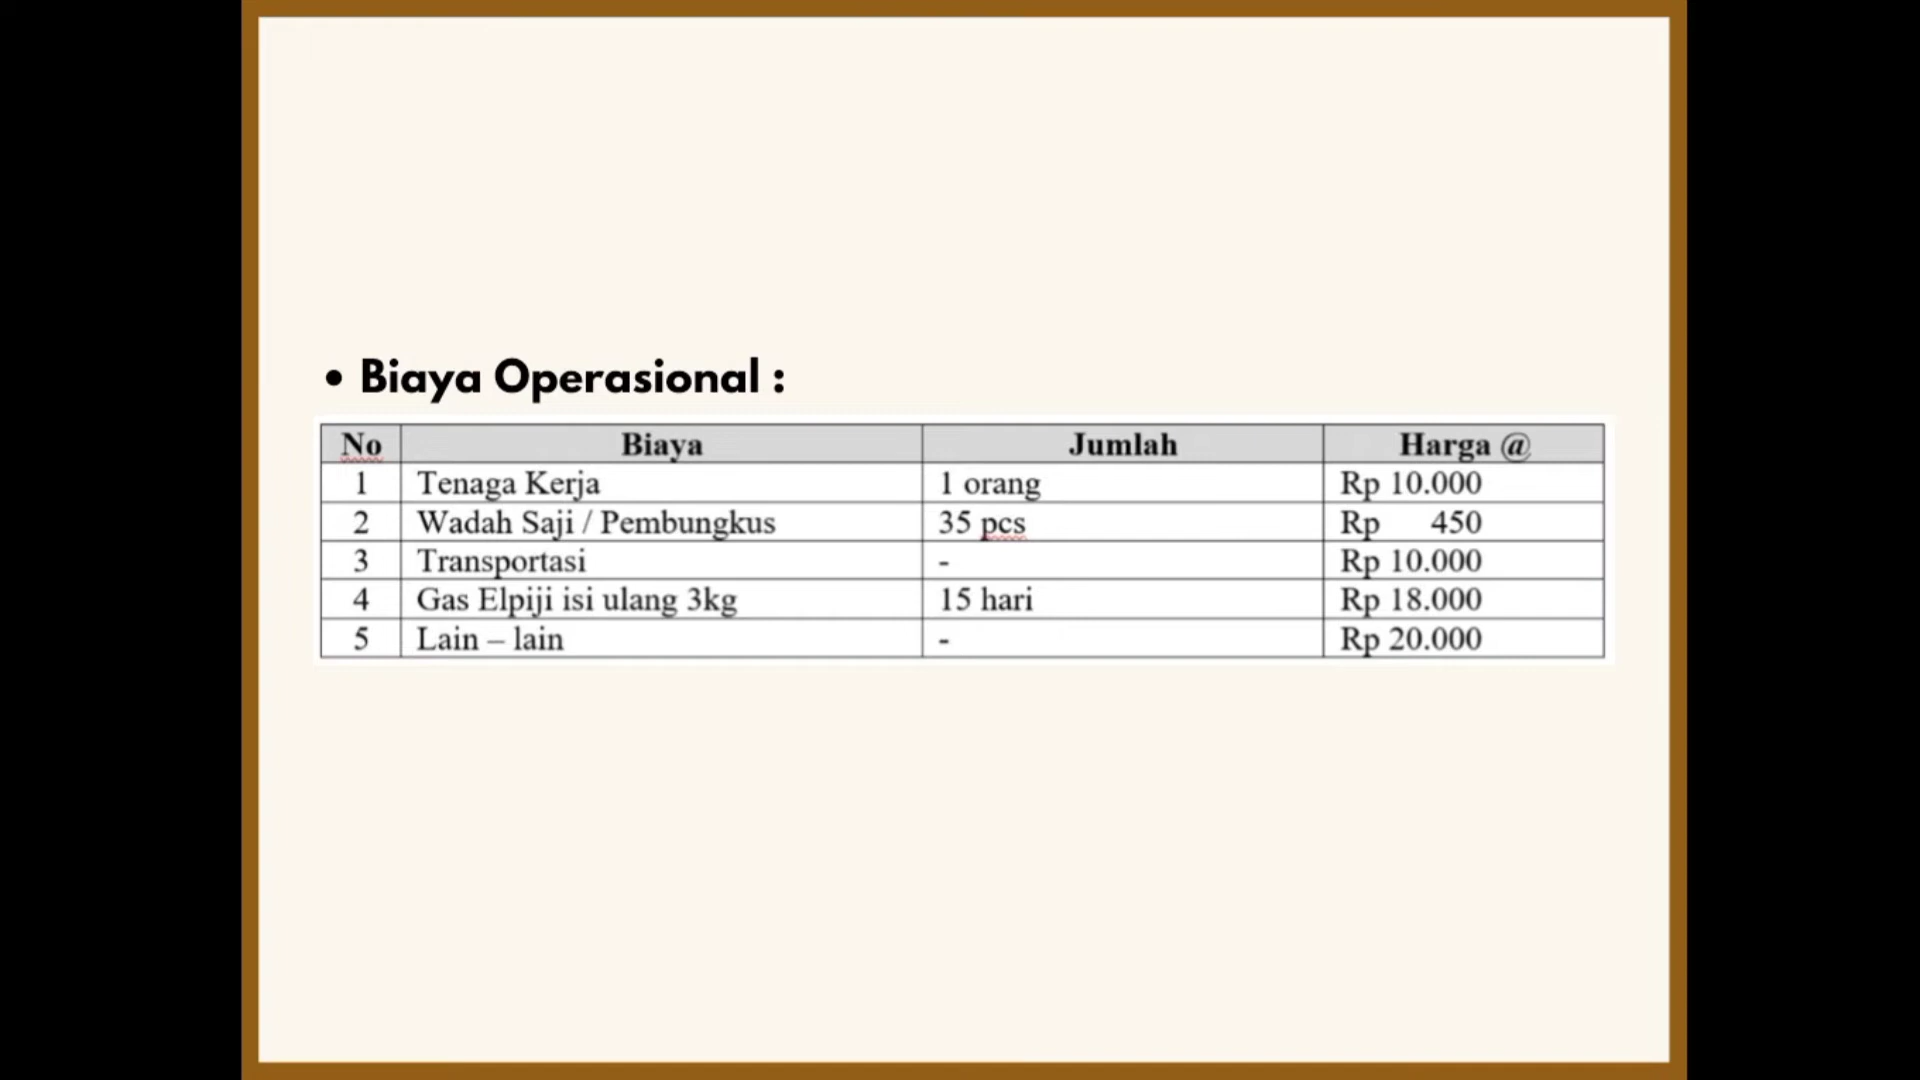 • Biaya Operasional :
No Biaya Jumlah Harga @
1 Tenaga Kerja 1 orang Rp 10.000
2 Wadah Saji / Pembungkus 35 pcs Rp 450
3 Transportasi - Rp 10.000
4 Gas Elpiji isi ulang 3kg 15 hari Rp 18.000
5 Lain – lain - Rp 20.000